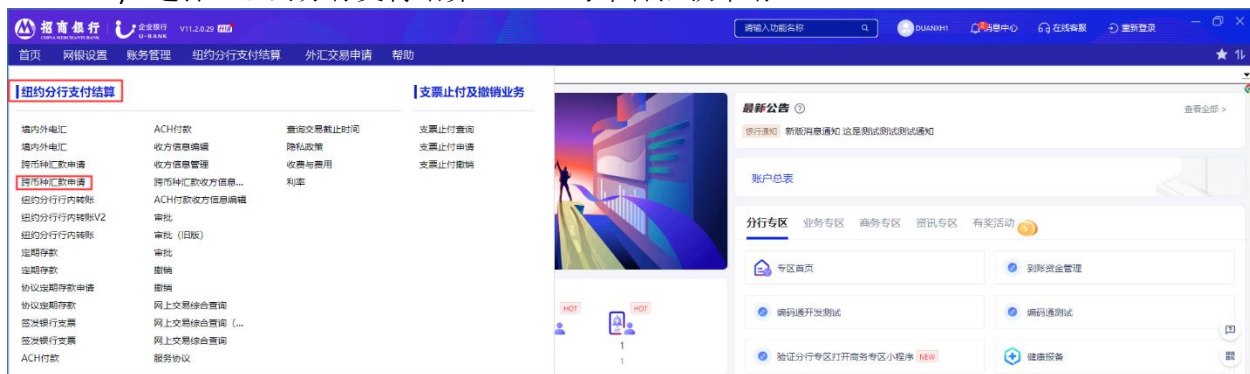 招商银行
CHINA MERCHANTS BANK
企业银行
U-BANK
V11.2.0.29
请输入功能名称
DUANXH1
消息中心
在线客服
重新登录
首页 网银设置 账务管理 纽约分行支付结算 外汇交易申请 帮助
纽约分行支付结算
境内外电汇
境内外电汇
跨币种汇款申请
跨币种汇款申请
纽约分行行内转账
纽约分行行内转账V2
纽约分行行内转账
定期存款
定期存款
协议定期存款申请
协议定期存款
签发银行支票
签发银行支票
ACH付款
ACH付款
收方信息编辑
收方信息管理
跨币种汇款收方信息...
ACH付款收方信息编辑
审批
审批（旧版）
审批
撤销
撤销
网上交易综合查询
网上交易综合查询（...
网上交易综合查询
服务协议
查询交易截止时间
隐私政策
收费与费用
利率
支票止付及撤销业务
支票止付查询
支票止付申请
支票止付撤销
HOT
HOT
1
1
最新公告
查看全部 >
银行通知 新版消息通知 这是测试测试测试通知
账户总表
分行专区 业务专区 商务专区 资讯专区 有奖活动
专区首页
到账资金管理
编码通开发测试
编码通测试
验证分行专区打开商务专区小程序 NEW
健康报备